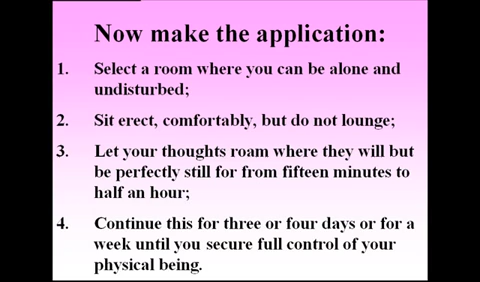 Now make the application:
1. Select a room where you can be alone and
undisturbed;
2. Sit erect, comfortably, but do not lounge;
3. Let your thoughts roam where they will but
be perfectly still for from fifteen minutes to
half an hour;
4. Continue this for three or four days or for a
week until you secure full control of your
physical being.